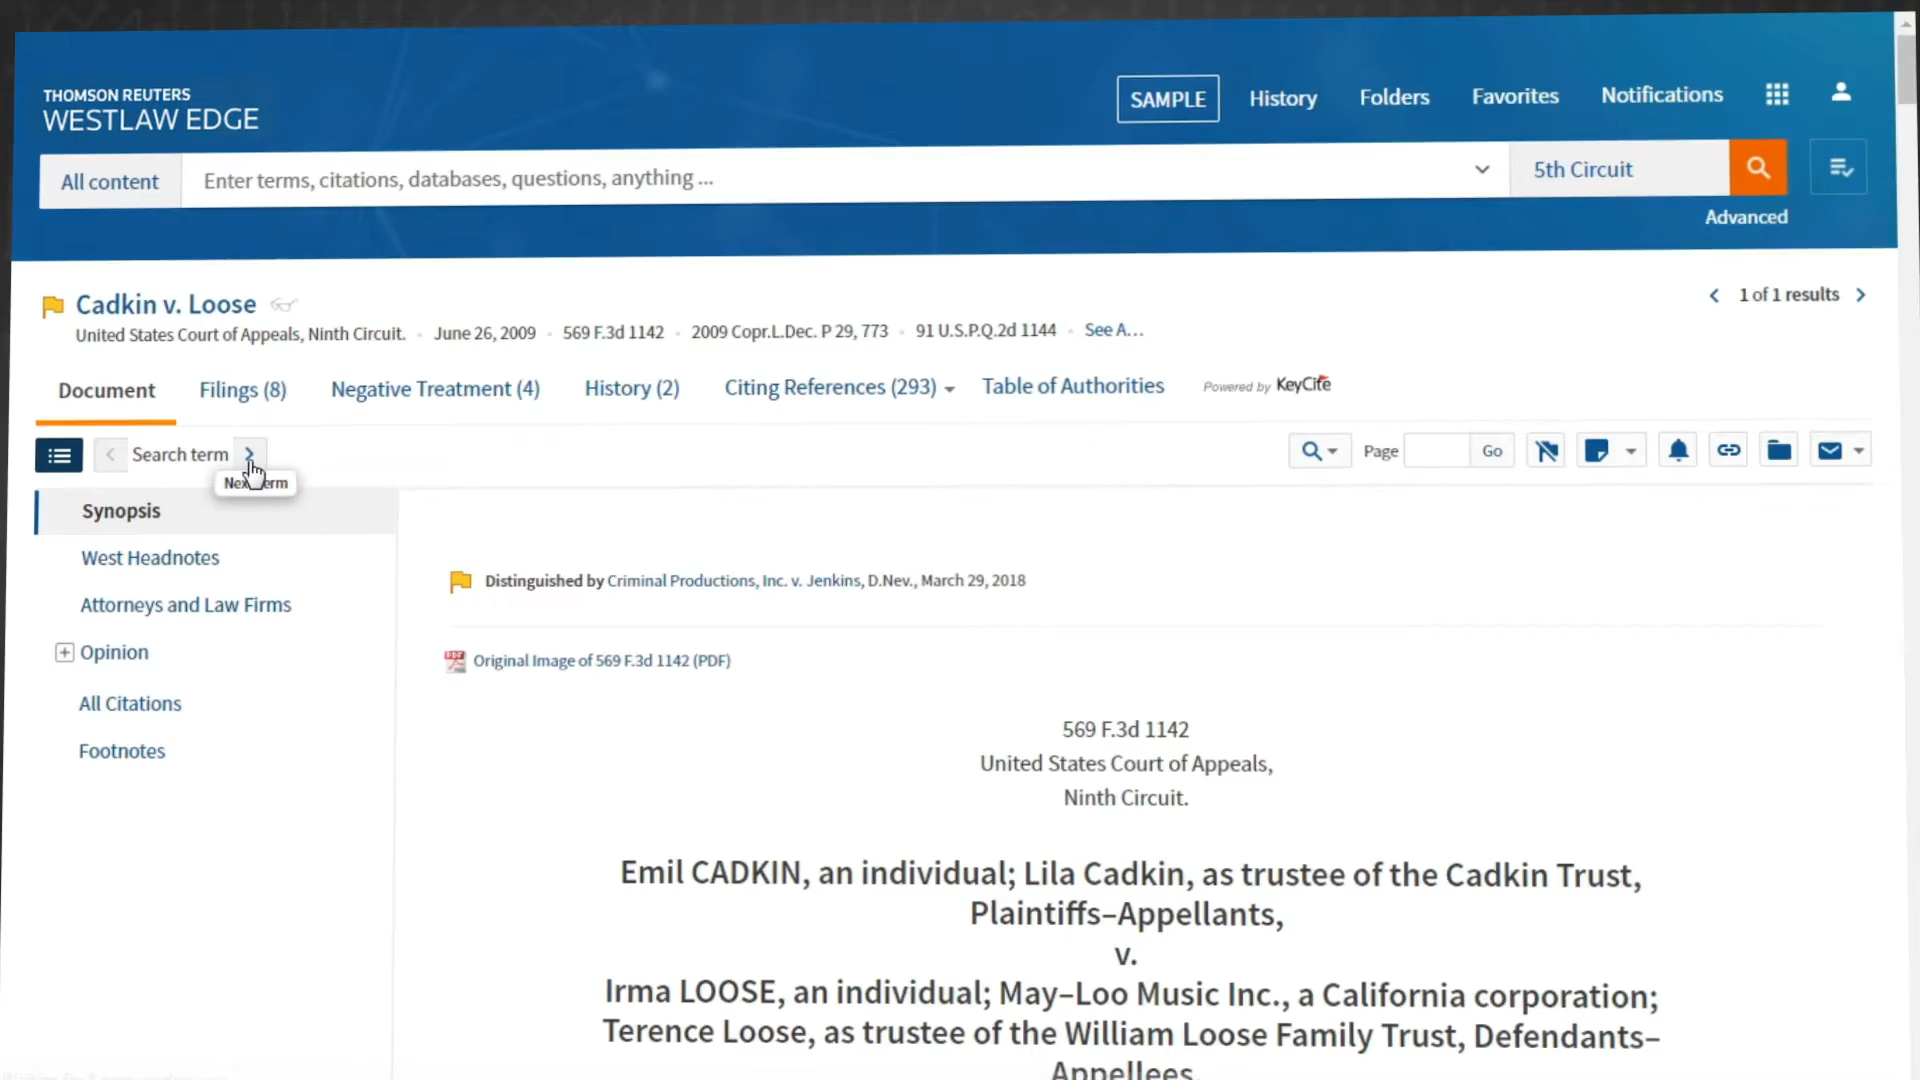 THOMSON REUTERS
WESTLAW EDGE
SAMPLE History Folders Favorites Notifications
All content Enter terms, citations, databases, questions, anything ... 5th Circuit
Advanced
Cadkin v. Loose
1 of 1 results
United States Court of Appeals, Ninth Circuit. June 26, 2009 569 F.3d 1142 2009 Copr.L.Dec. P 29, 773 91 U.S.P.Q.2d 1144 See A...
Document Filings (8) Negative Treatment (4) History (2) Citing References (293) Table of Authorities Powered by KeyCite
Search term Page Go
Synopsis
West Headnotes
Attorneys and Law Firms
Opinion
All Citations
Footnotes
Distinguished by Criminal Productions, Inc. v. Jenkins, D.Nev., March 29, 2018
PDF Original Image of 569 F.3d 1142 (PDF)
569 F.3d 1142
United States Court of Appeals,
Ninth Circuit.
Emil CADKIN, an individual; Lila Cadkin, as trustee of the Cadkin Trust,
Plaintiffs–Appellants,
v.
Irma LOOSE, an individual; May–Loo Music Inc., a California corporation;
Terence Loose, as trustee of the William Loose Family Trust, Defendants–
Appellees.